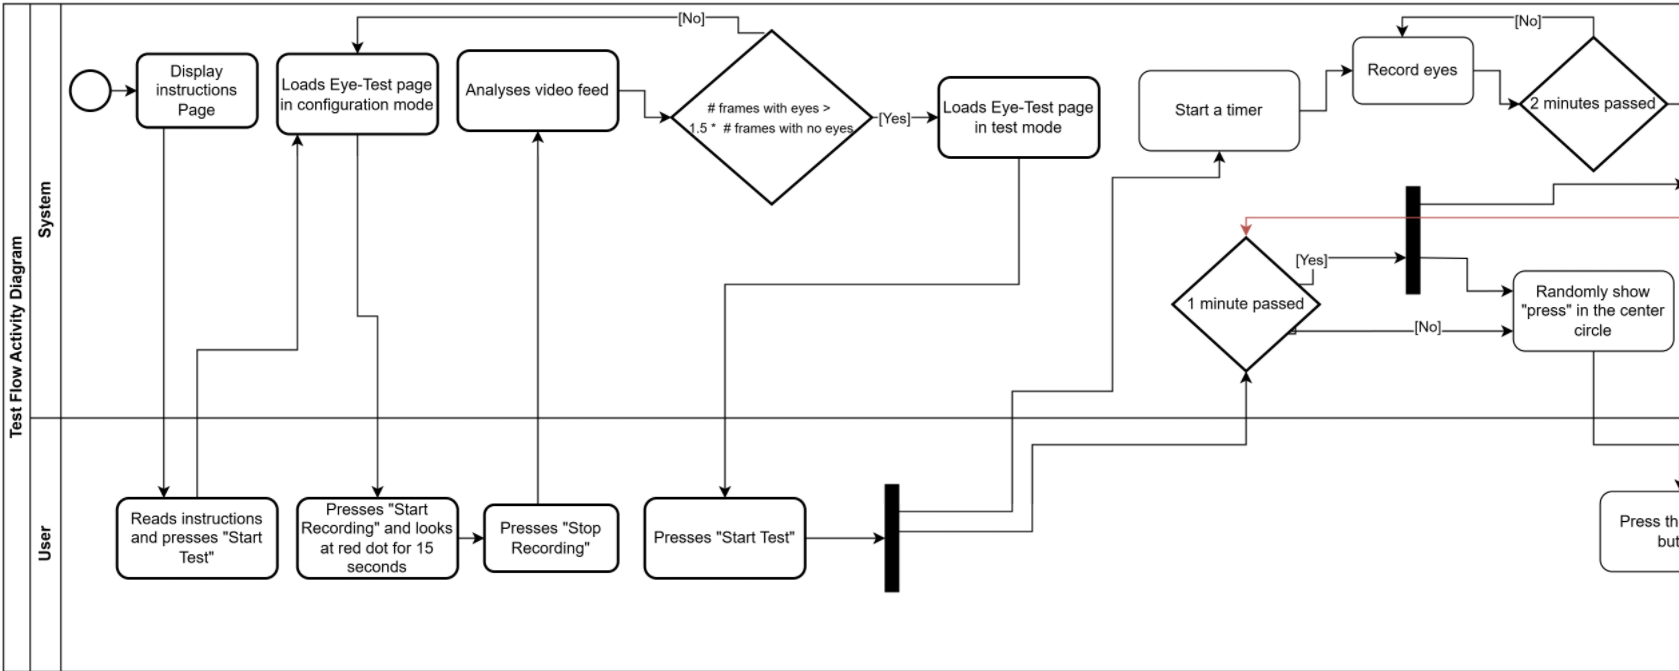 Test Flow Activity Diagram
System
User
[No]
Display
instructions
Page
Loads Eye-Test page
in configuration mode
Analyses video feed
# frames with eyes >
1.5 * # frames with no eyes
[Yes]
Loads Eye-Test page
in test mode
Start a timer
Record eyes
[No]
2 minutes passed
1 minute passed
[Yes]
[No]
Randomly show
"press" in the center
circle
Reads instructions
and presses "Start
Test"
Presses "Start
Recording" and looks
at red dot for 15
seconds
Presses "Stop
Recording"
Presses "Start Test"
Press th
but